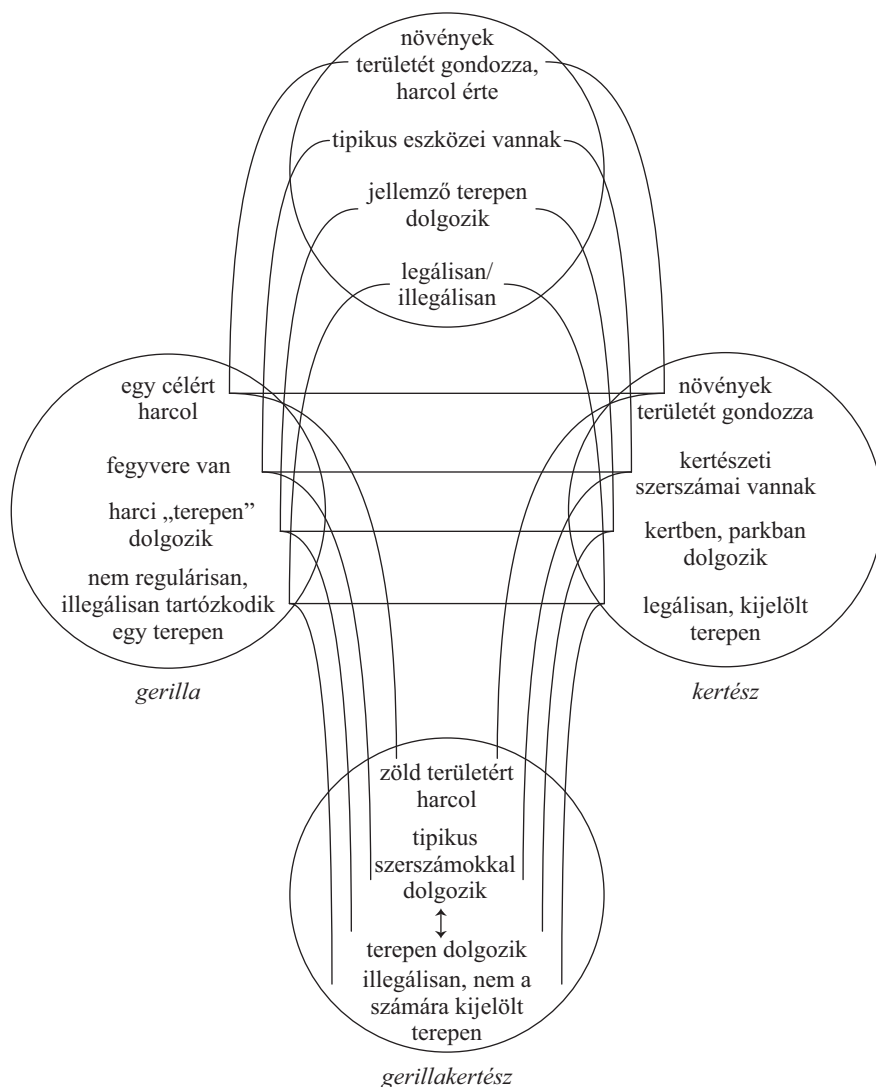 növények
területét gondozza,
harcol érte
tipikus eszközei vannak
jellemző terepen
dolgozik
legálisan/
illegálisan
egy célért
harcol
fegyvere van
harci „terepen”
dolgozik
nem regulárisan,
illegálisan tartózkodik
egy terepen
gerilla
növények
területét gondozza
kertészeti
szerszámai vannak
kertben, parkban
dolgozik
legálisan, kijelölt
terepen
kertész
zöld területért
harcol
tipikus
szerszámokkal
dolgozik
terepen dolgozik
illegálisan, nem a
számára kijelölt
terepen
gerillakertész